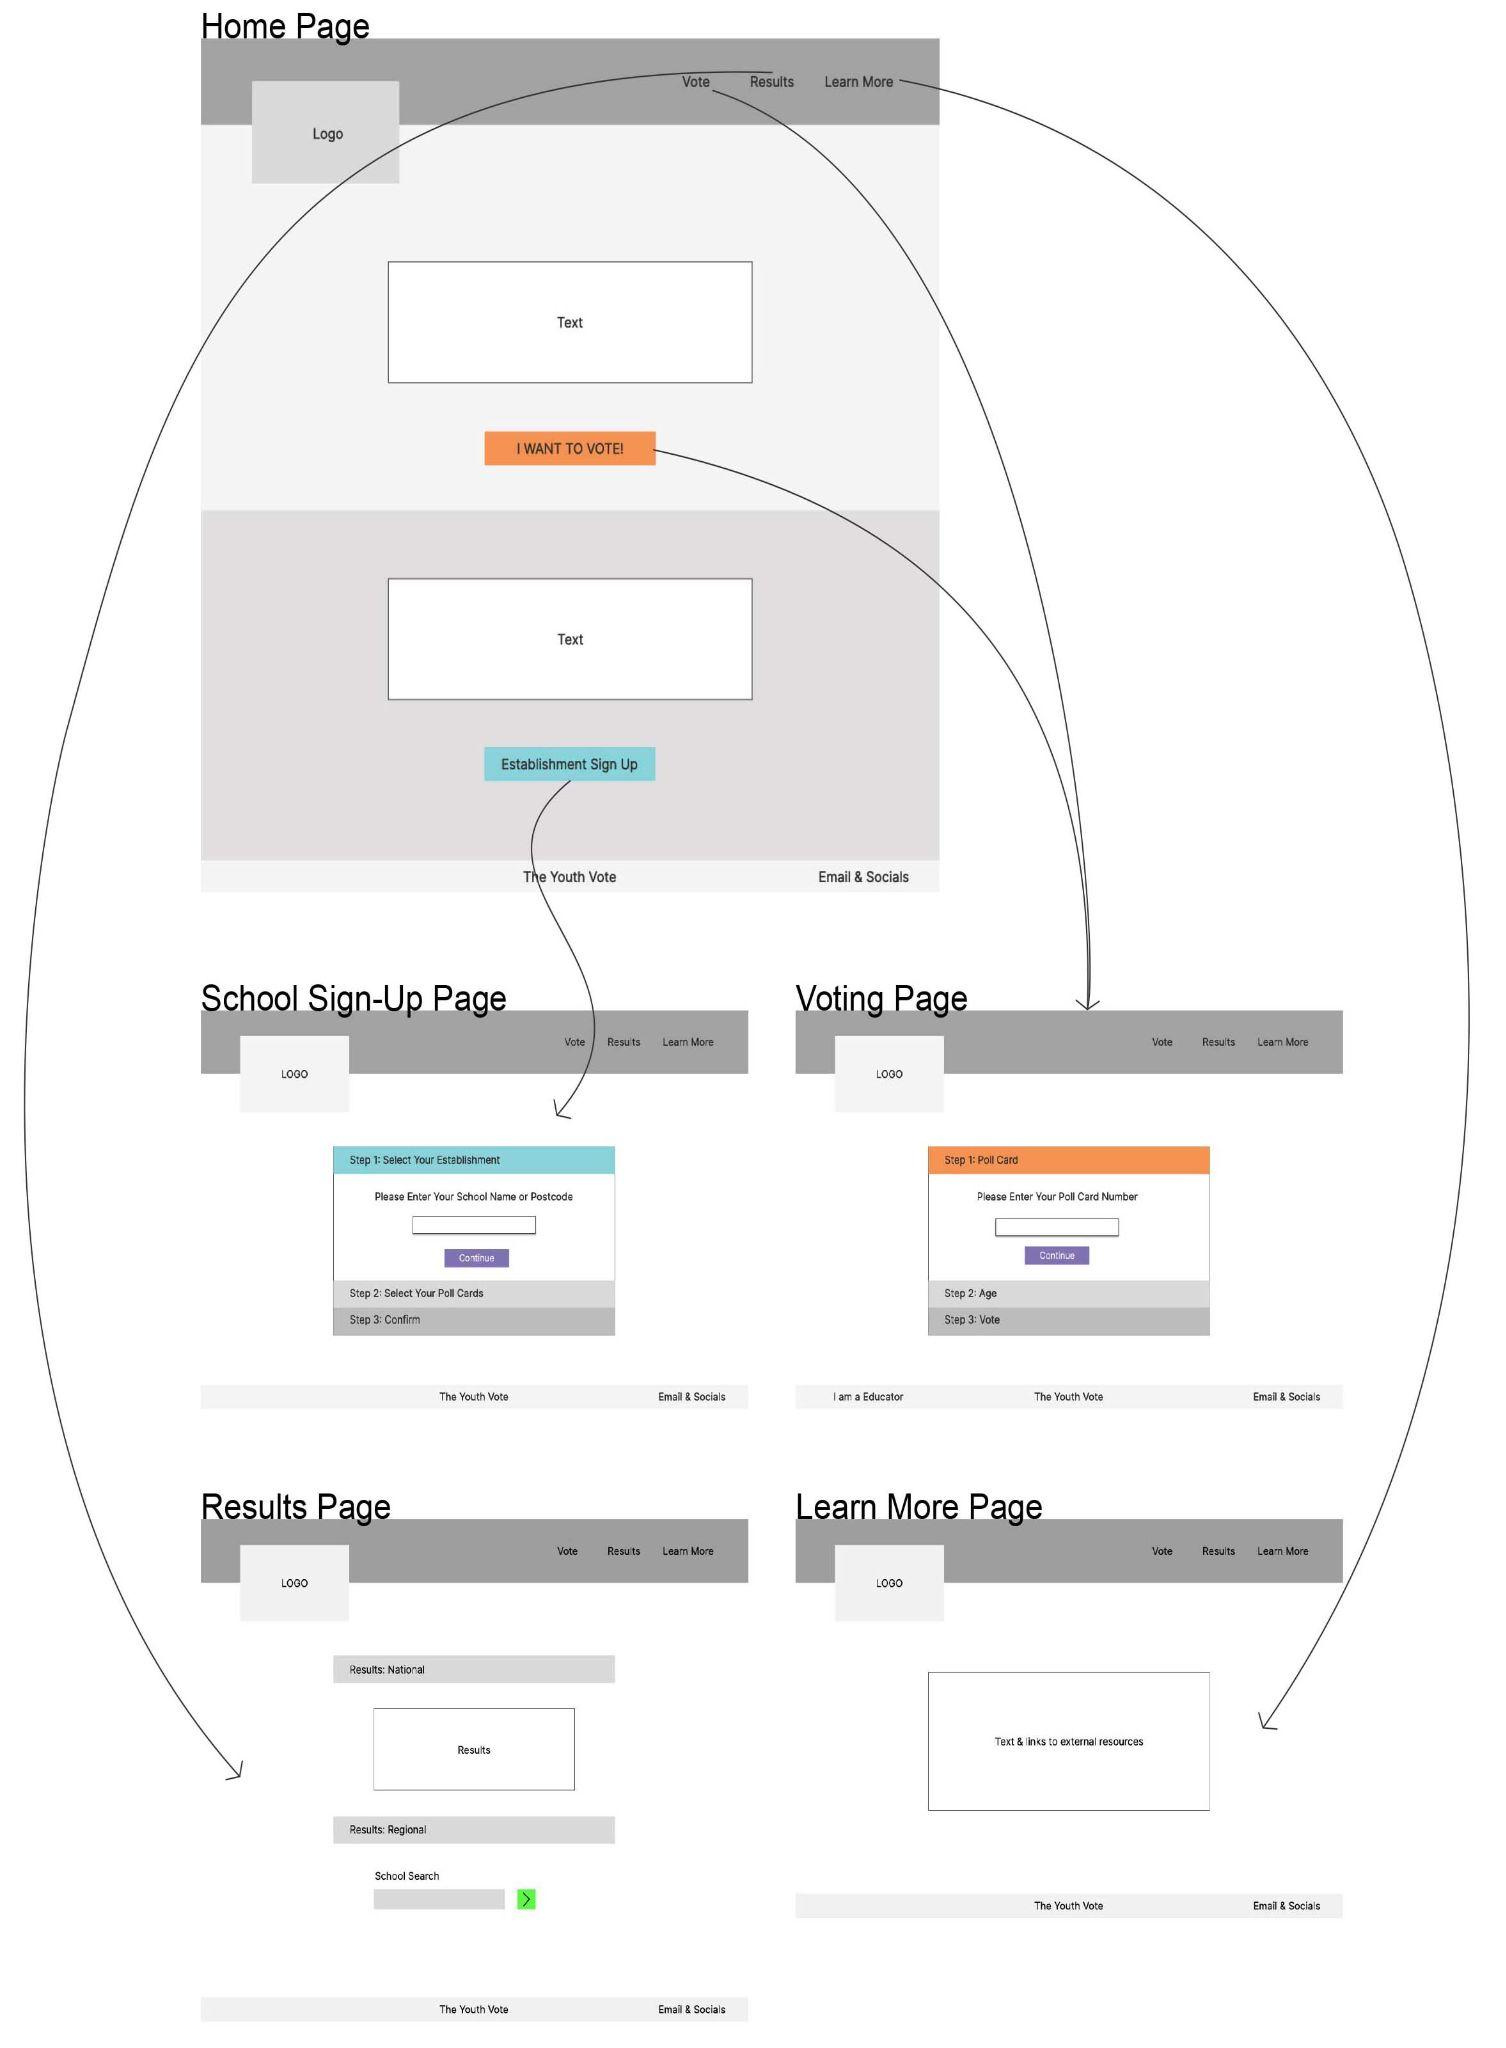 Home Page
Vote Results Learn More
Logo
Text
I WANT TO VOTE!
Text
Establishment Sign Up
The Youth Vote Email & Socials
School Sign-Up Page
Vote Results Learn More
LOGO
Step 1: Select Your Establishment
Please Enter Your School Name or Postcode
Continue
Step 2: Select Your Poll Cards
Step 3: Confirm
The Youth Vote Email & Socials
Voting Page
Vote Results Learn More
LOGO
Step 1: Poll Card
Please Enter Your Poll Card Number
Continue
Step 2: Age
Step 3: Vote
I am a Educator The Youth Vote Email & Socials
Results Page
Vote Results Learn More
LOGO
Results: National
Results
Results: Regional
School Search
The Youth Vote Email & Socials
Learn More Page
Vote Results Learn More
LOGO
Text & links to external resources
The Youth Vote Email & Socials